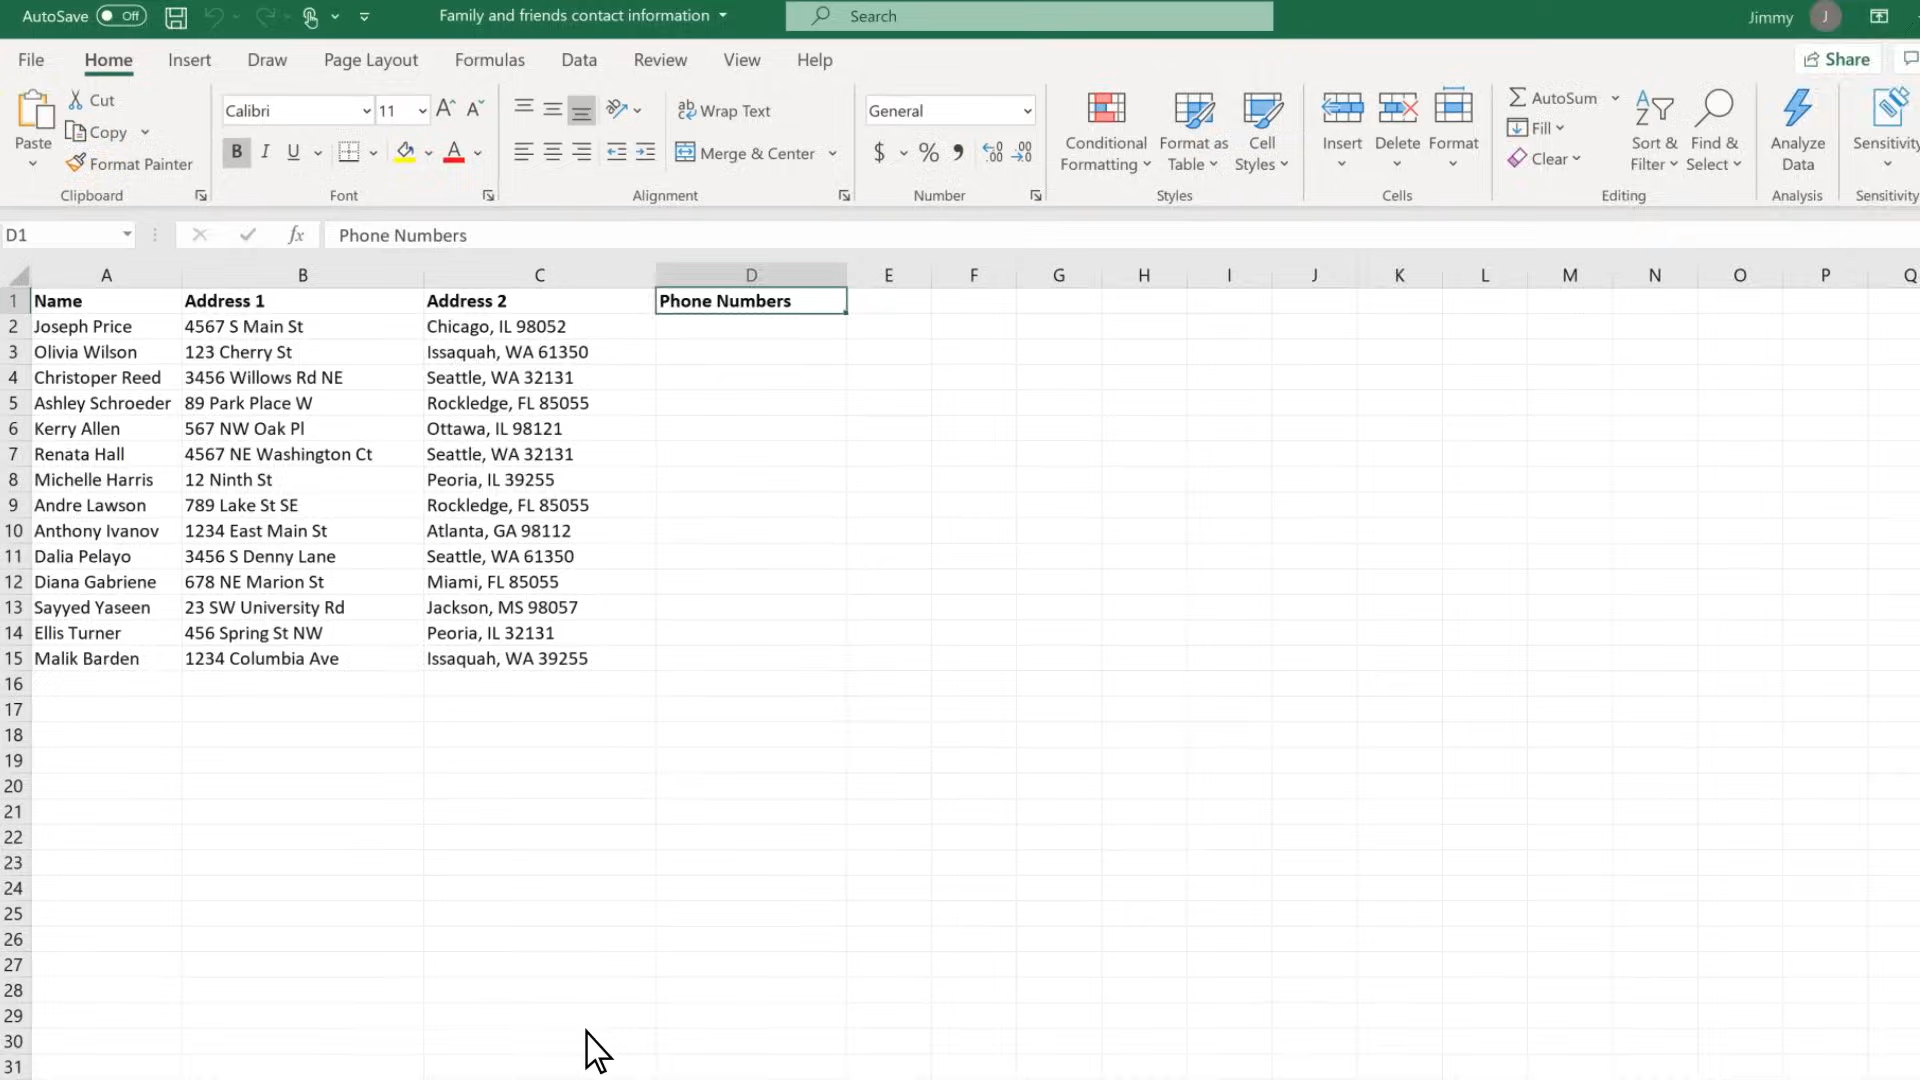 AutoSave Off Family and friends contact information Search Jimmy J
File Home Insert Draw Page Layout Formulas Data Review View Help Share
Paste Cut Copy Format Painter Clipboard
Calibri 11 B I U A Font
ab Wrap Text Merge & Center Alignment
General $ % , .00 Number
Conditional Formatting Format as Table Cell Styles Styles
Insert Delete Format Cells
AutoSum Fill Clear Sort & Filter Find & Select Editing
Analyze Data Analysis
Sensitivity Sensitivity
D1 fx Phone Numbers
A B C D E F G H I J K L M N O P Q
1 Name Address 1 Address 2 Phone Numbers
2 Joseph Price 4567 S Main St Chicago, IL 98052
3 Olivia Wilson 123 Cherry St Issaquah, WA 61350
4 Christoper Reed 3456 Willows Rd NE Seattle, WA 32131
5 Ashley Schroeder 89 Park Place W Rockledge, FL 85055
6 Kerry Allen 567 NW Oak Pl Ottawa, IL 98121
7 Renata Hall 4567 NE Washington Ct Seattle, WA 32131
8 Michelle Harris 12 Ninth St Peoria, IL 39255
9 Andre Lawson 789 Lake St SE Rockledge, FL 85055
10 Anthony Ivanov 1234 East Main St Atlanta, GA 98112
11 Dalia Pelayo 3456 S Denny Lane Seattle, WA 61350
12 Diana Gabriene 678 NE Marion St Miami, FL 85055
13 Sayyed Yaseen 23 SW University Rd Jackson, MS 98057
14 Ellis Turner 456 Spring St NW Peoria, IL 32131
15 Malik Barden 1234 Columbia Ave Issaquah, WA 39255
16
17
18
19
20
21
22
23
24
25
26
27
28
29
30
31